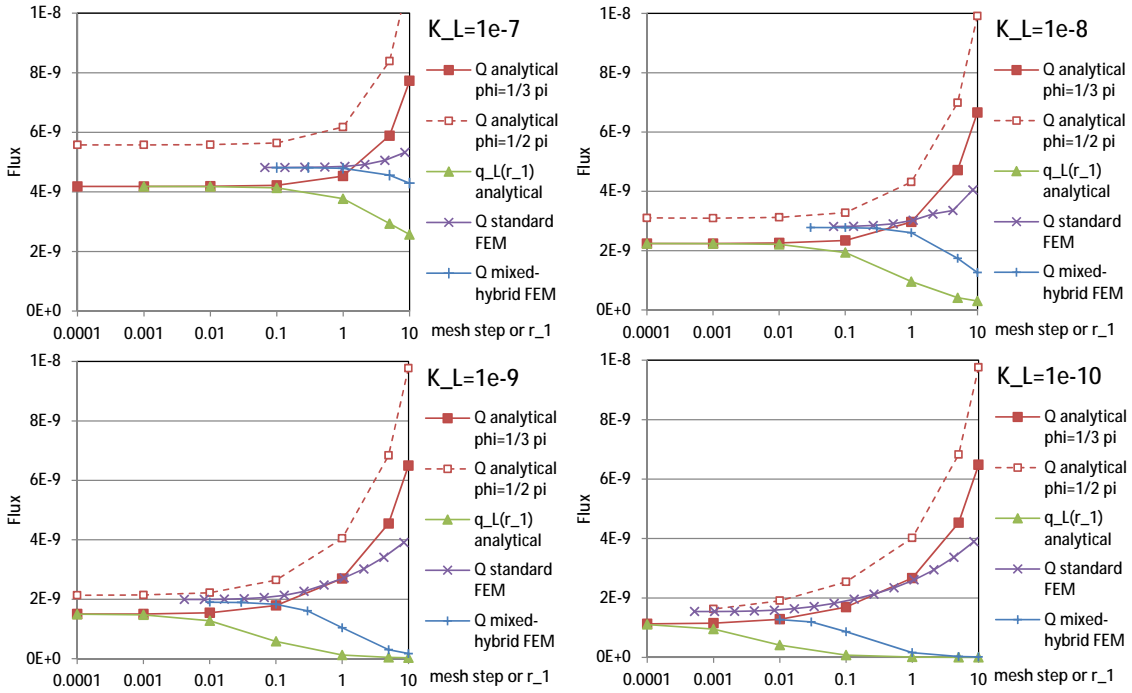 K_L=1e-7
1E-8
8E-9
6E-9
4E-9
2E-9
0E+0
Flux
0.0001
0.001
0.01
0.1
1
10
mesh step or r_1
Q analytical
phi=1/3 pi
Q analytical
phi=1/2 pi
q_L(r_1)
analytical
Q standard
FEM
Q mixed-
hybrid FEM
K_L=1e-8
1E-8
8E-9
6E-9
4E-9
2E-9
0E+0
Flux
0.0001
0.001
0.01
0.1
1
10
mesh step or r_1
Q analytical
phi=1/3 pi
Q analytical
phi=1/2 pi
q_L(r_1)
analytical
Q standard
FEM
Q mixed-
hybrid FEM
K_L=1e-9
1E-8
8E-9
6E-9
4E-9
2E-9
0E+0
Flux
0.0001
0.001
0.01
0.1
1
10
mesh step or r_1
Q analytical
phi=1/3 pi
Q analytical
phi=1/2 pi
q_L(r_1)
analytical
Q standard
FEM
Q mixed-
hybrid FEM
K_L=1e-10
1E-8
8E-9
6E-9
4E-9
2E-9
0E+0
Flux
0.0001
0.001
0.01
0.1
1
10
mesh step or r_1
Q analytical
phi=1/3 pi
Q analytical
phi=1/2 pi
q_L(r_1)
analytical
Q standard
FEM
Q mixed-
hybrid FEM